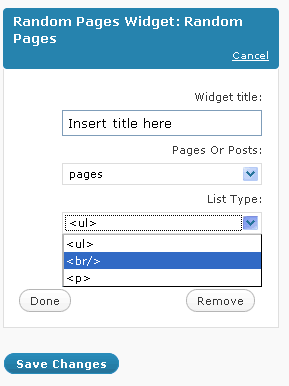 Random Pages Widget: Random
Pages
Cancel
Widget title:
Insert title here
Pages Or Posts:
pages
List Type:
<ul>
<ul>
<br/>
<p>
Done Remove
Save Changes